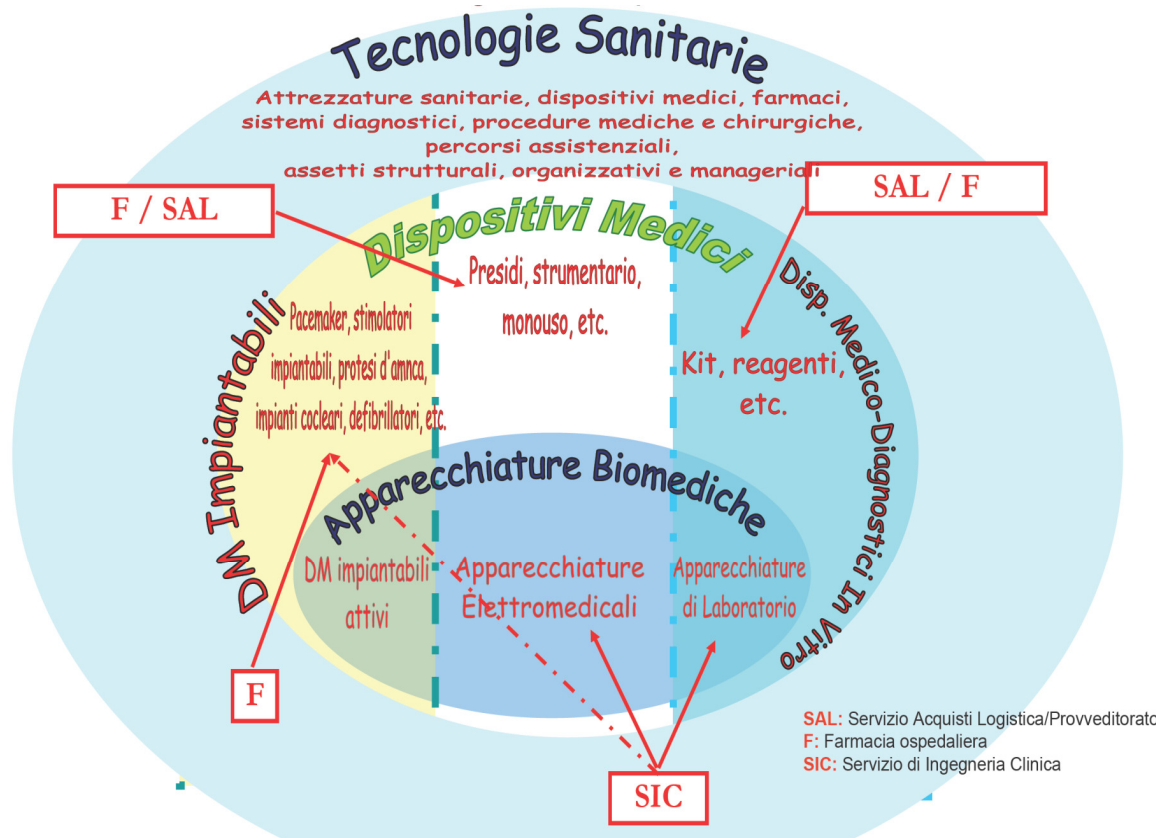 Tecnologie Sanitarie
Attrezzature sanitarie, dispositivi medici, farmaci,
sistemi diagnostici, procedure mediche e chirurgiche,
percorsi assistenziali,
assetti strutturali, organizzativi e manageriali
F / SAL
SAL / F
Dispositivi Medici
Presidi, strumentario,
monouso, etc.
DM Impiantabili
Pacemaker, stimolatori
impiantabili, protesi d'amnca,
impianti cocleari, defibrillatori, etc.
Kit, reagenti,
etc.
Disp. Medico-Diagnostici In Vitro
Apparecchiature Biomediche
DM impiantabili
attivi
Apparecchiature
Elettromedicali
Apparecchiature
di Laboratorio
F
SIC
SAL: Servizio Acquisti Logistica/Provveditorato
F: Farmacia ospedaliera
SIC: Servizio di Ingegneria Clinica